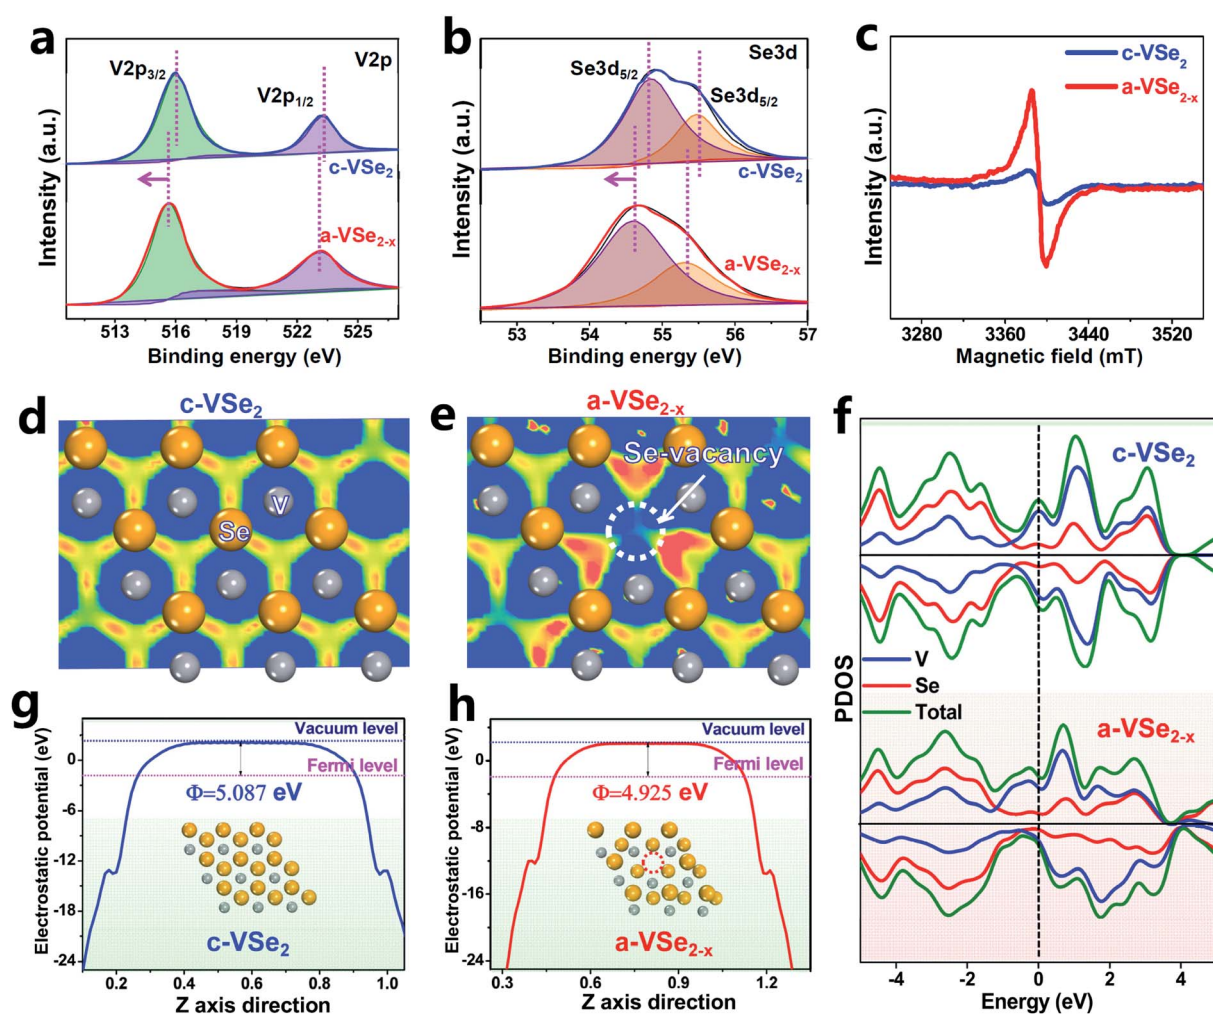 a
V2p
V2p3/2
V2p1/2
c-VSe2
a-VSe2-x
Intensity (a.u.)
513 516 519 522 525
Binding energy (eV)
b
Se3d
Se3d5/2
Se3d5/2
c-VSe2
a-VSe2-x
Intensity (a.u.)
53 54 55 56 57
Binding energy (eV)
c
c-VSe2
a-VSe2-x
Intensity (a.u.)
3280 3360 3440 3520
Magnetic field (mT)
d
c-VSe2
V
Se
e
a-VSe2-x
Se-vacancy
f
c-VSe2
V
Se
Total
a-VSe2-x
PDOS
-4 -2 0 2 4
Energy (eV)
g
Vacuum level
Fermi level
Φ=5.087 eV
c-VSe2
Electrostatic potential (eV)
0
-6
-12
-18
-24
0.2 0.4 0.6 0.8 1.0
Z axis direction
h
Vacuum level
Fermi level
Φ=4.925 eV
a-VSe2-x
Electrostatic potential (eV)
0
-8
-16
-24
0.3 0.6 0.9 1.2
Z axis direction